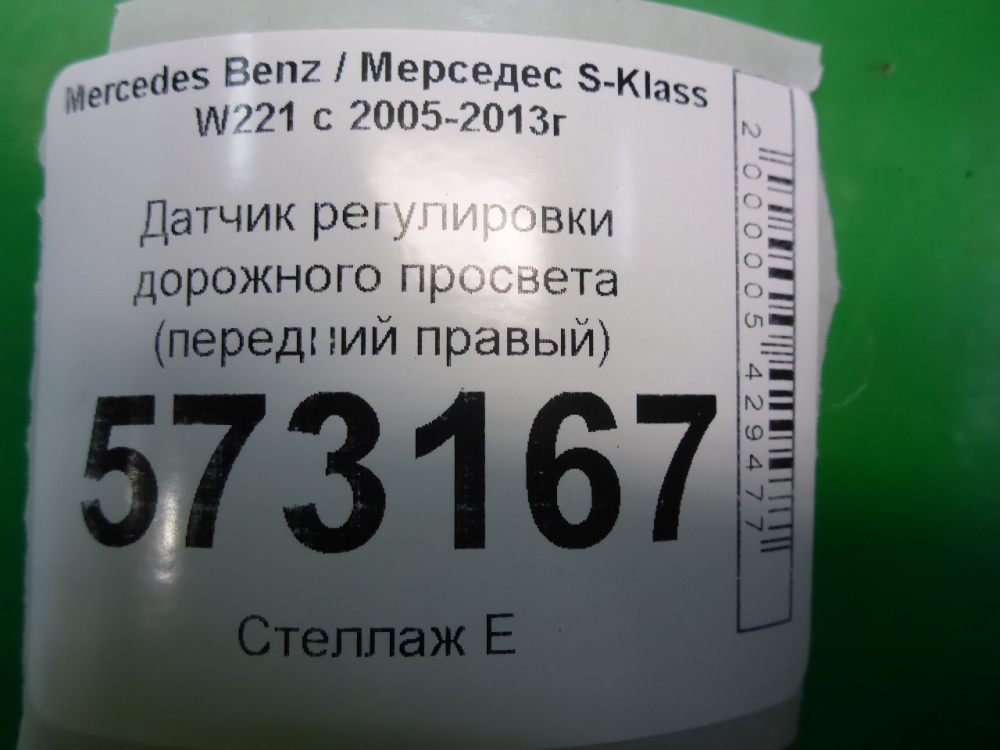 Mercedes Benz / Мерседес S-Klass
W221 с 2005-2013г
Датчик регулировки
дорожного просвета
(передний правый)
573167
Стеллаж Е
2000005429477